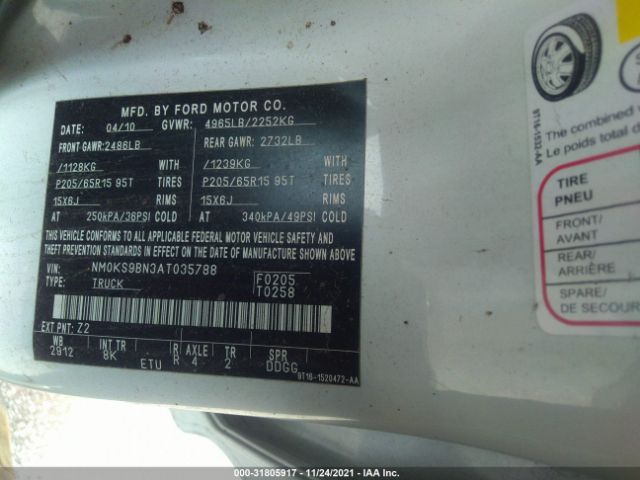 MFD. BY FORD MOTOR CO.
DATE: 04/10 GVWR: 4965LB/2252KG
FRONT GAWR: 2486LB REAR GAWR: 2732LB
/1128KG WITH /1239KG WITH
P205/65R15 95T TIRES P205/65R15 95T TIRES
15X6J RIMS 15X6J RIMS
AT 250kPA/36PSI COLD AT 340kPA/49PSI COLD
THIS VEHICLE CONFORMS TO ALL APPLICABLE FEDERAL MOTOR VEHICLE SAFETY AND
THEFT PREVENTION STANDARDS IN EFFECT ON THE DATE OF MANUFACTURE SHOWN ABOVE.
VIN: NM0KS9BN3AT035788 F0205
TYPE: TRUCK T0258
EXT PNT: Z2
WB INT TR R AXLE TR SPR
2912 8K R 4 2 DDGG
ETU
9T16-1520472-AA
9T16-1532-AA
The combined
Le poids total
TIRE
PNEU
FRONT/
AVANT
REAR/
ARRIÈRE
SPARE/
DE SECOUR
000-31805917 - 11/24/2021 - IAA Inc.